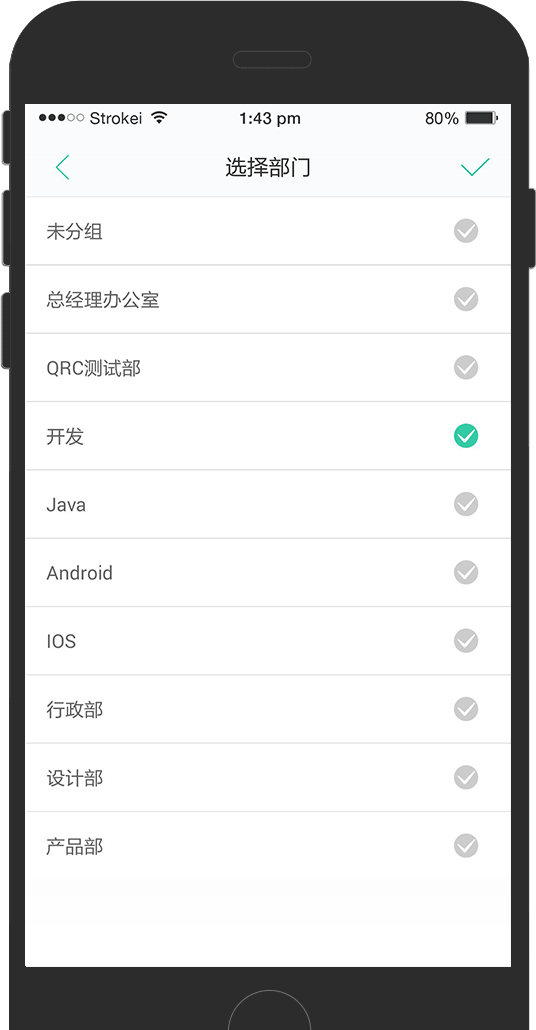 Strokei 1:43 pm 80%
选择部门
未分组
总经理办公室
QRC测试部
开发
Java
Android
IOS
行政部
设计部
产品部